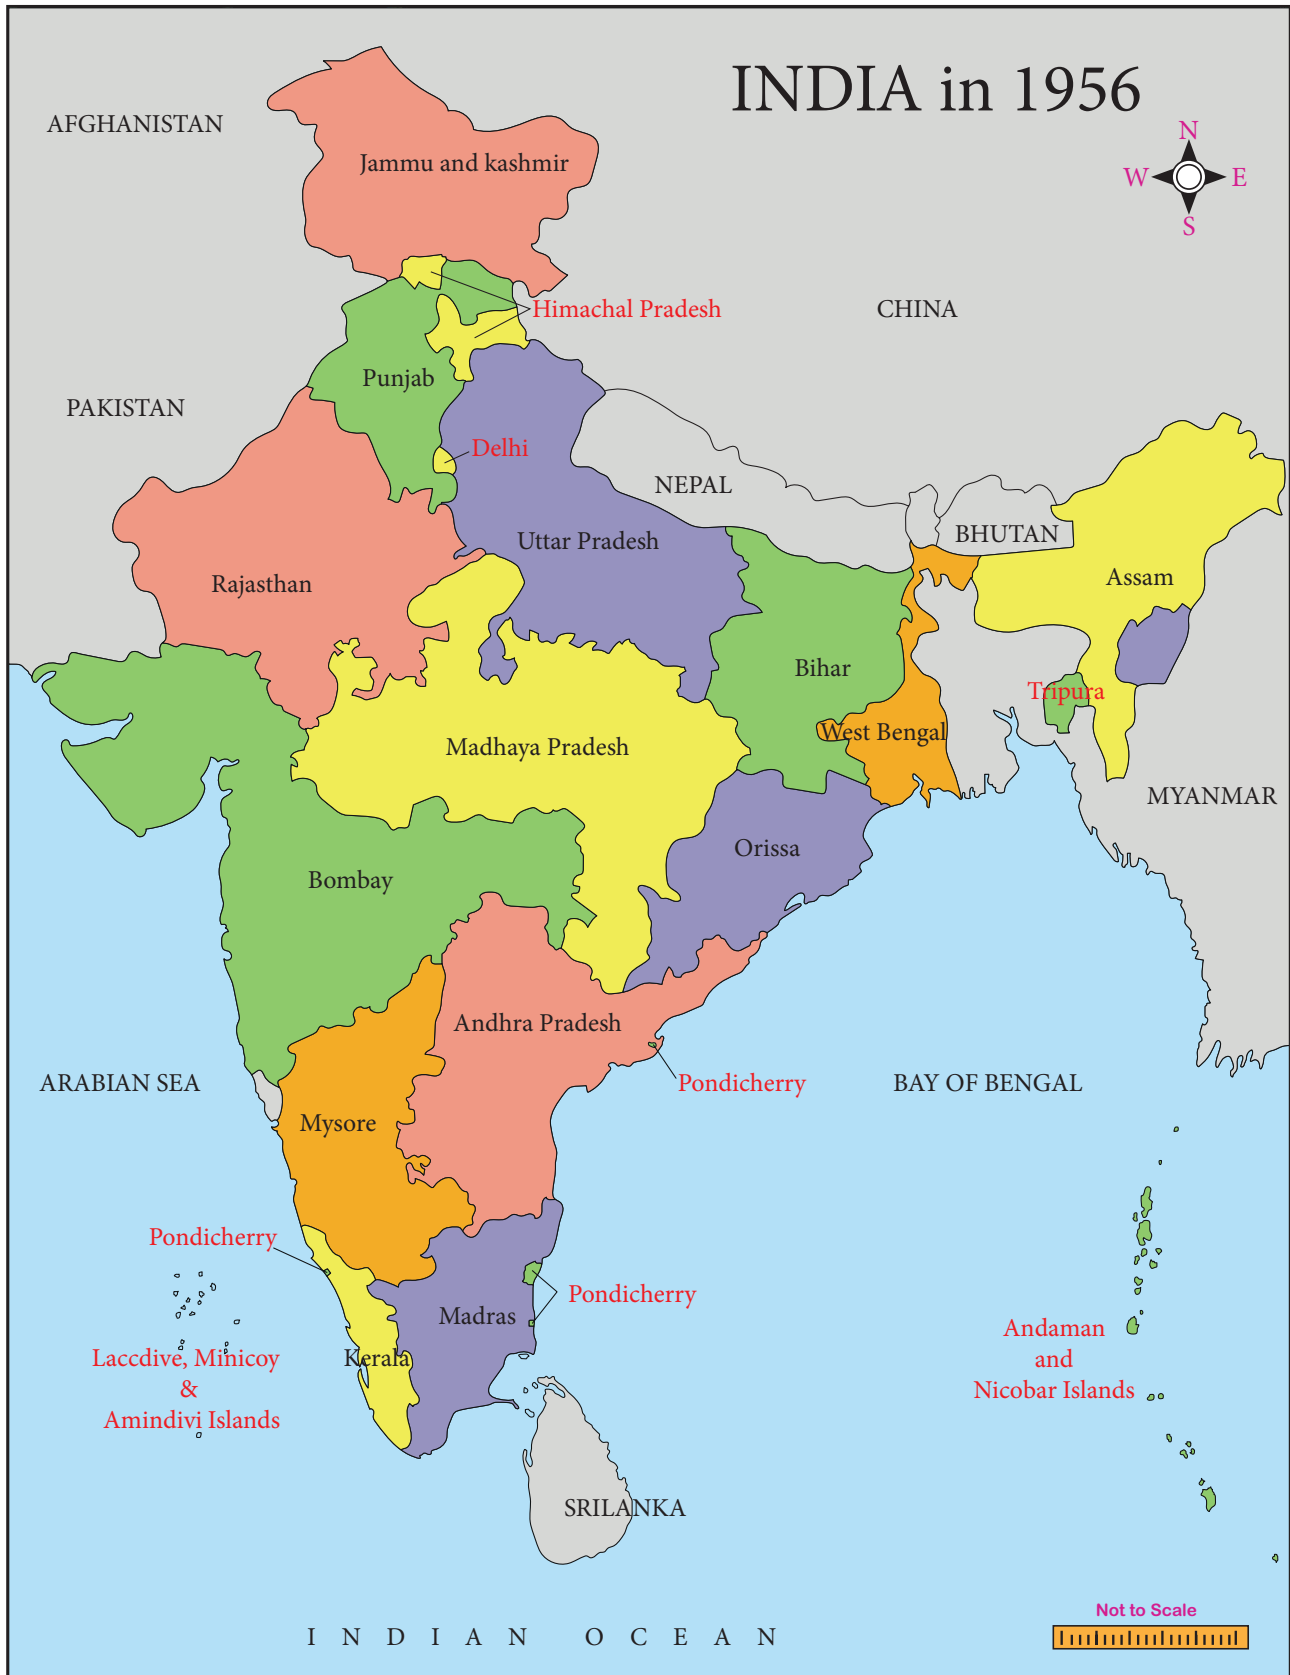 INDIA in 1956
AFGHANISTAN
N
W
E
S
Jammu and kashmir
Himachal Pradesh
CHINA
Punjab
PAKISTAN
Delhi
NEPAL
BHUTAN
Uttar Pradesh
Assam
Rajasthan
Bihar
Tripura
West Bengal
Madhaya Pradesh
MYANMAR
Orissa
Bombay
Andhra Pradesh
ARABIAN SEA
Pondicherry
BAY OF BENGAL
Mysore
Pondicherry
Pondicherry
Madras
Andaman
and
Nicobar Islands
Kerala
Laccdive, Minicoy
&
Amindivi Islands
SRILANKA
Not to Scale
INDIAN OCEAN